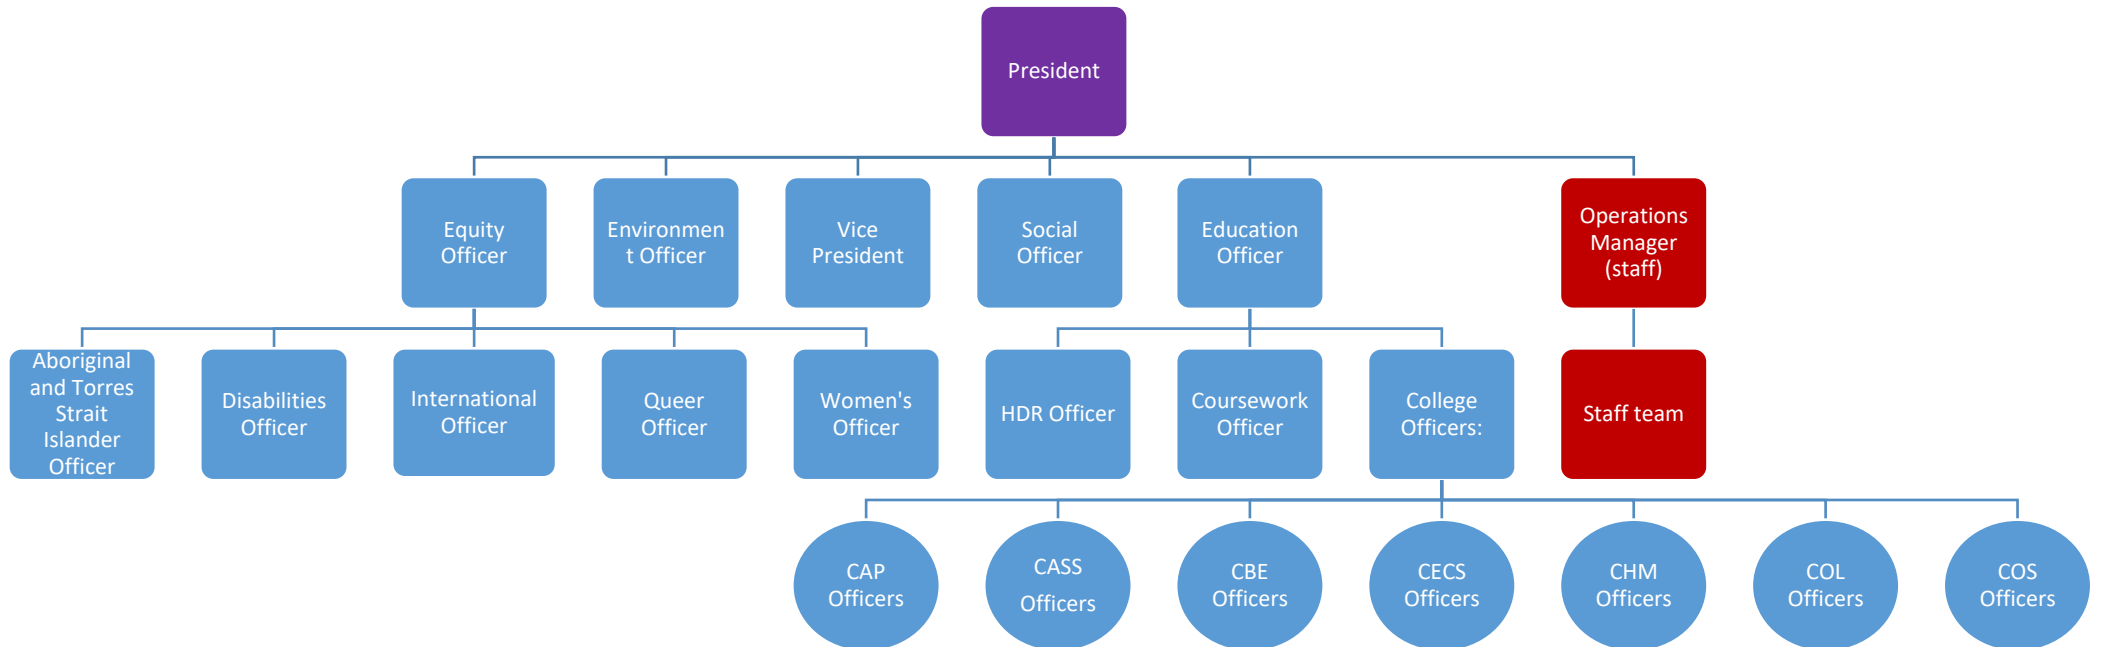 President
Equity
Officer
Environmen
t Officer
Vice
President
Social
Officer
Education
Officer
Operations
Manager
(staff)
Aboriginal
and Torres
Strait
Islander
Officer
Disabilities
Officer
International
Officer
Queer
Officer
Women's
Officer
HDR Officer
Coursework
Officer
College
Officers:
Staff team
CAP
Officers
CASS
Officers
CBE
Officers
CECS
Officers
CHM
Officers
COL
Officers
COS
Officers